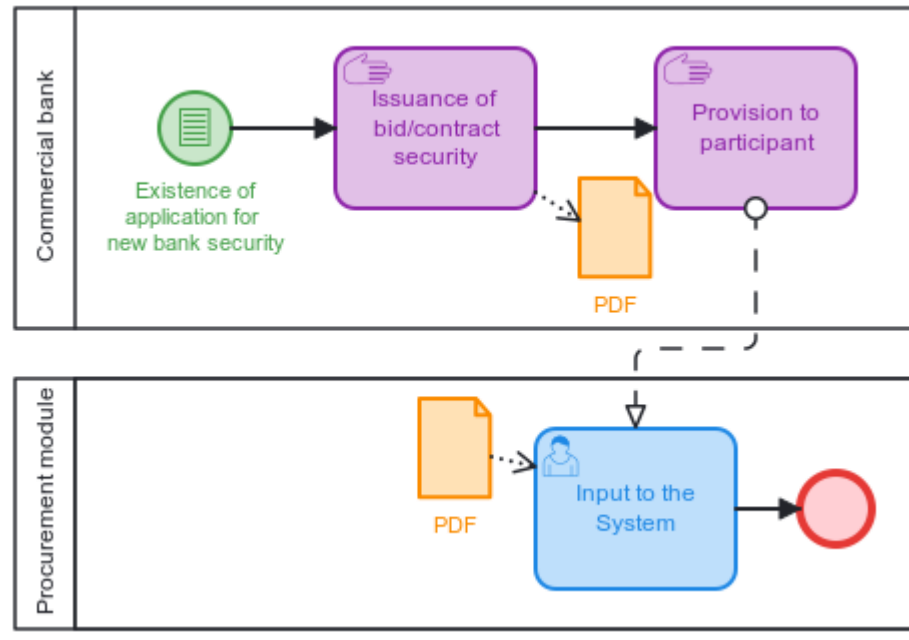 Commercial bank
Existence of
application for
new bank security
Issuance of
bid/contract
security
Provision to
participant
PDF
Procurement module
PDF
Input to the
System